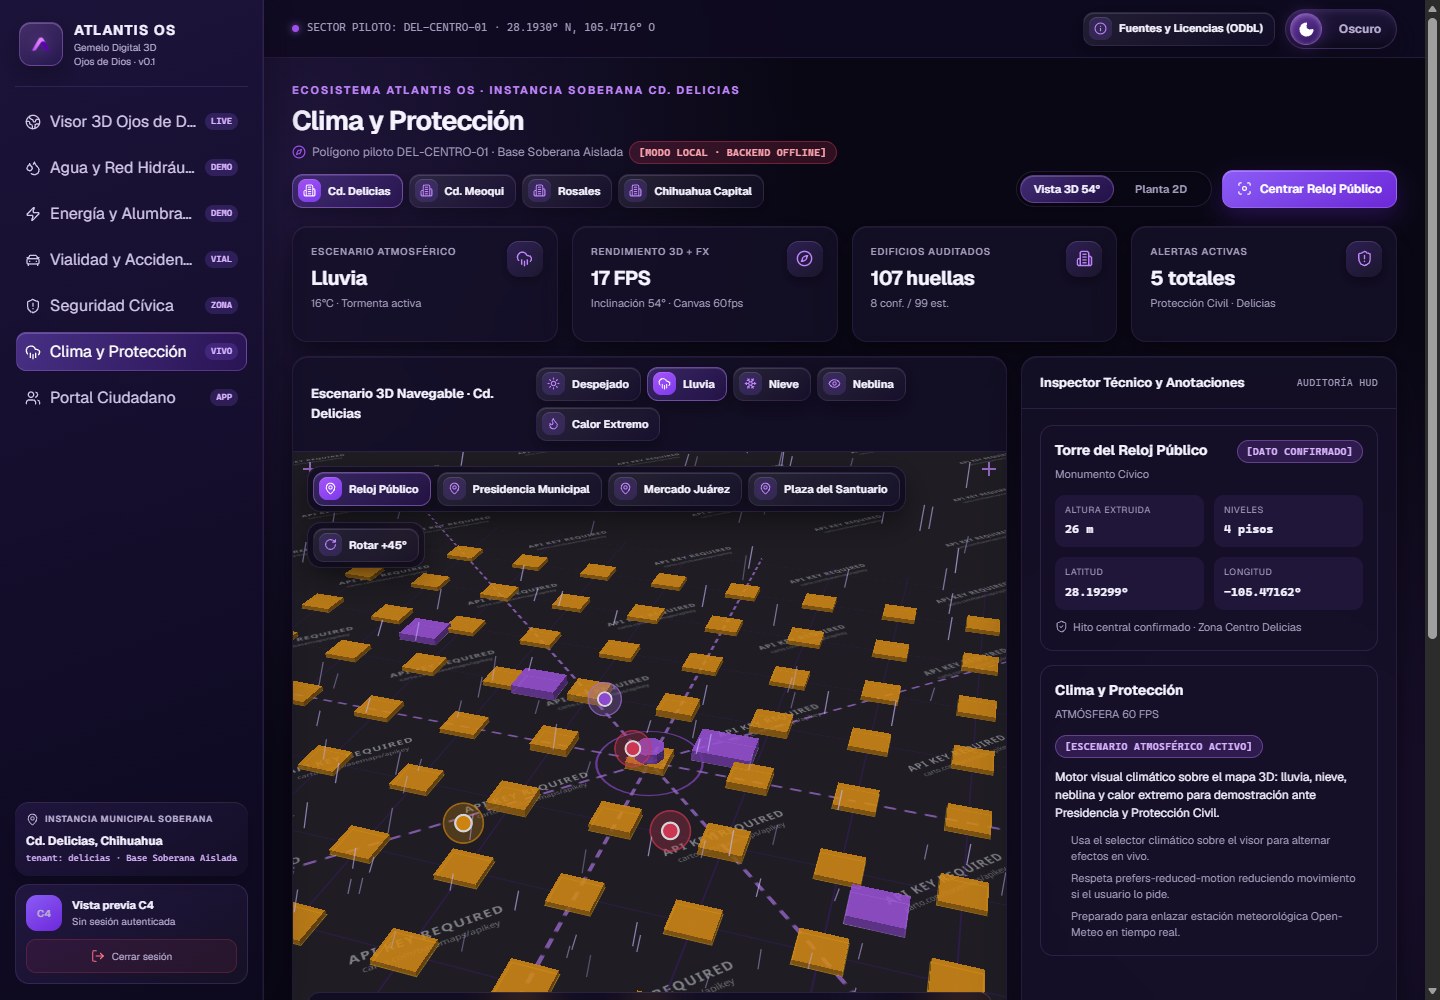 ATLANTIS OS
Gemelo Digital 3D
Ojos de Dios · v0.1
Visor 3D Ojos de D... LIVE
Agua y Red Hidráu... DEMO
Energía y Alumbra... DEMO
Vialidad y Acciden... VIAL
Seguridad Cívica ZONA
Clima y Protección VIVO
Portal Ciudadano APP
INSTANCIA MUNICIPAL SOBERANA
Cd. Delicias, Chihuahua
tenant: delicias · Base Soberana Aislada
C4
Vista previa C4
Sin sesión autenticada
Cerrar sesión
SECTOR PILOTO: DEL-CENTRO-01 · 28.1930° N, 105.4716° O
Fuentes y Licencias (ODbL)
Oscuro
ECOSISTEMA ATLANTIS OS · INSTANCIA SOBERANA CD. DELICIAS
Clima y Protección
Polígono piloto DEL-CENTRO-01 · Base Soberana Aislada [MODO LOCAL · BACKEND OFFLINE]
Cd. Delicias
Cd. Meoqui
Rosales
Chihuahua Capital
Vista 3D 54°
Planta 2D
Centrar Reloj Público
ESCENARIO ATMOSFÉRICO
Lluvia
16°C · Tormenta activa
RENDIMIENTO 3D + FX
17 FPS
Inclinación 54° · Canvas 60fps
EDIFICIOS AUDITADOS
107 huellas
8 conf. / 99 est.
ALERTAS ACTIVAS
5 totales
Protección Civil · Delicias
Escenario 3D Navegable · Cd.
Delicias
Despejado
Lluvia
Nieve
Neblina
Calor Extremo
Reloj Público
Presidencia Municipal
Mercado Juárez
Plaza del Santuario
Rotar +45°
API KEY REQUIRED
API KEY REQUIRED
API KEY REQUIRED
API KEY REQUIRED
Inspector Técnico y Anotaciones
AUDITORÍA HUD
Torre del Reloj Público
[DATO CONFIRMADO]
Monumento Cívico
ALTURA EXTRUIDA
26 m
NIVELES
4 pisos
LATITUD
28.19299°
LONGITUD
-105.47162°
Hito central confirmado · Zona Centro Delicias
Clima y Protección
ATMÓSFERA 60 FPS
[ESCENARIO ATMOSFÉRICO ACTIVO]
Motor visual climático sobre el mapa 3D: lluvia, nieve,
neblina y calor extremo para demostración ante
Presidencia y Protección Civil.
Usa el selector climático sobre el visor para alternar
efectos en vivo.
Respeta prefers-reduced-motion reduciendo movimiento
si el usuario lo pide.
Preparado para enlazar estación meteorológica Open-
Meteo en tiempo real.